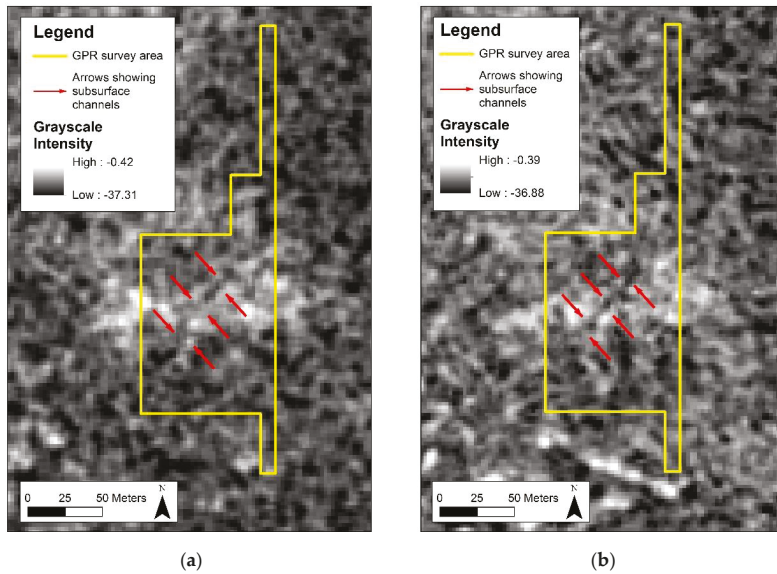 Legend
GPR survey area
Arrows showing
subsurface
channels
Grayscale
Intensity
High : -0.42
Low : -37.31
N
0 25 50 Meters
(a)
Legend
GPR survey area
Arrows showing
subsurface
channels
Grayscale
Intensity
High : -0.39
Low : -36.88
N
0 25 50 Meters
(b)